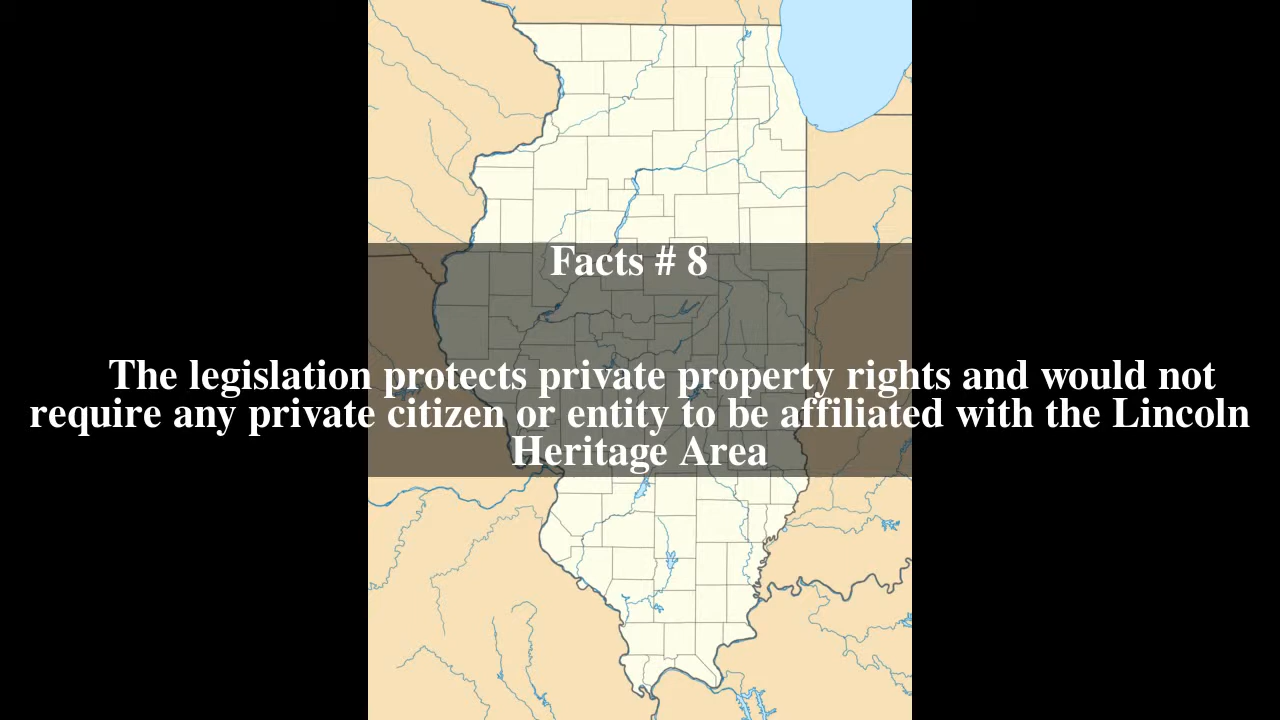 Facts # 8
The legislation protects private property rights and would not
require any private citizen or entity to be affiliated with the Lincoln
Heritage Area